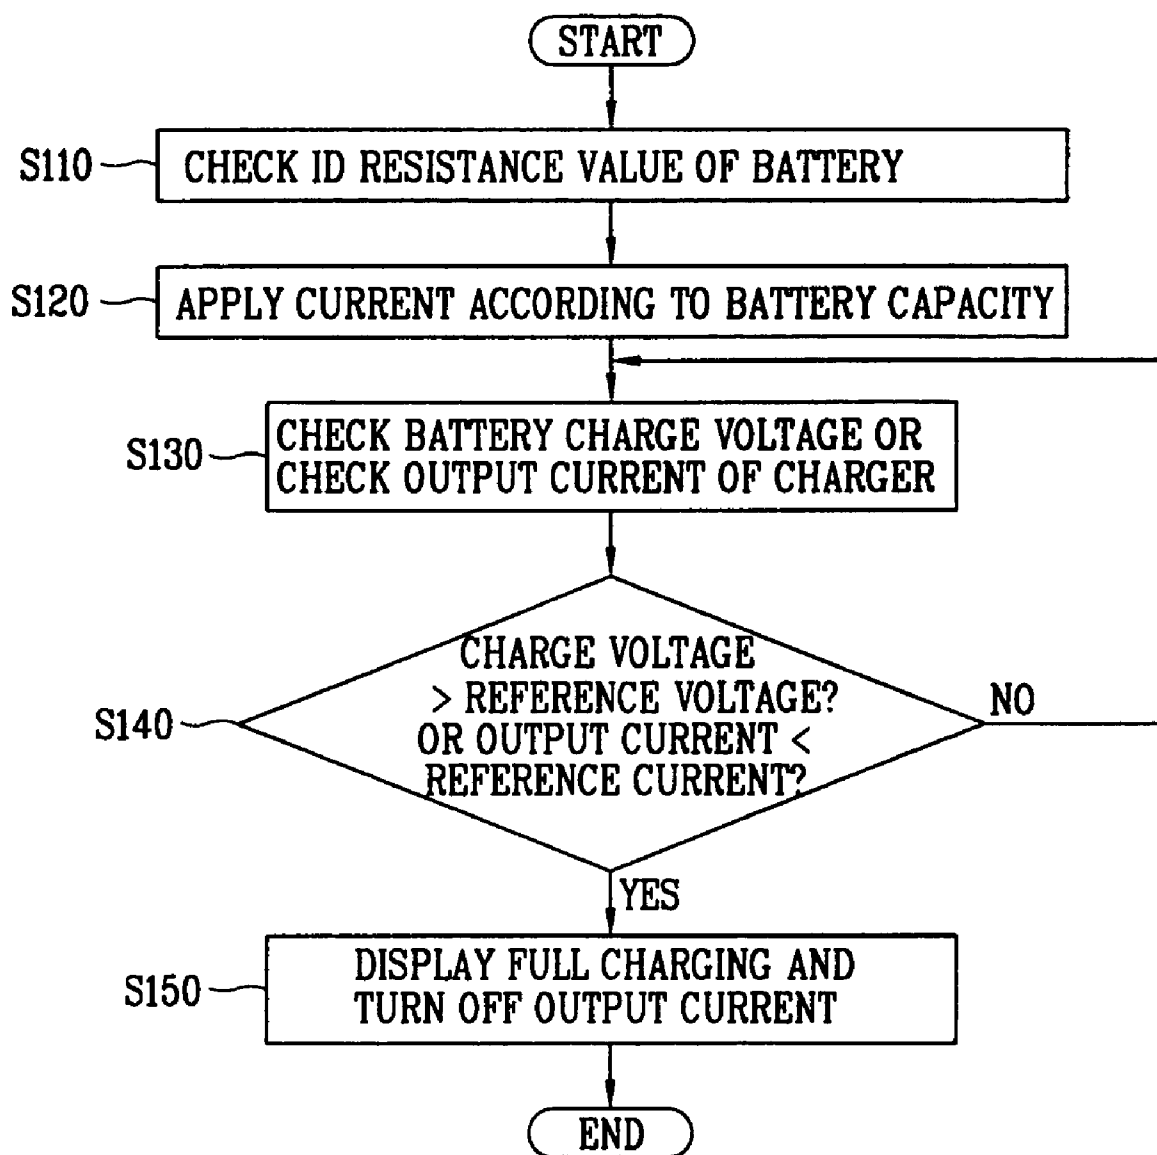 START
S110
CHECK ID RESISTANCE VALUE OF BATTERY
S120
APPLY CURRENT ACCORDING TO BATTERY CAPACITY
S130
CHECK BATTERY CHARGE VOLTAGE OR
CHECK OUTPUT CURRENT OF CHARGER
S140
CHARGE VOLTAGE
> REFERENCE VOLTAGE?
OR OUTPUT CURRENT <
REFERENCE CURRENT?
NO
YES
S150
DISPLAY FULL CHARGING AND
TURN OFF OUTPUT CURRENT
END